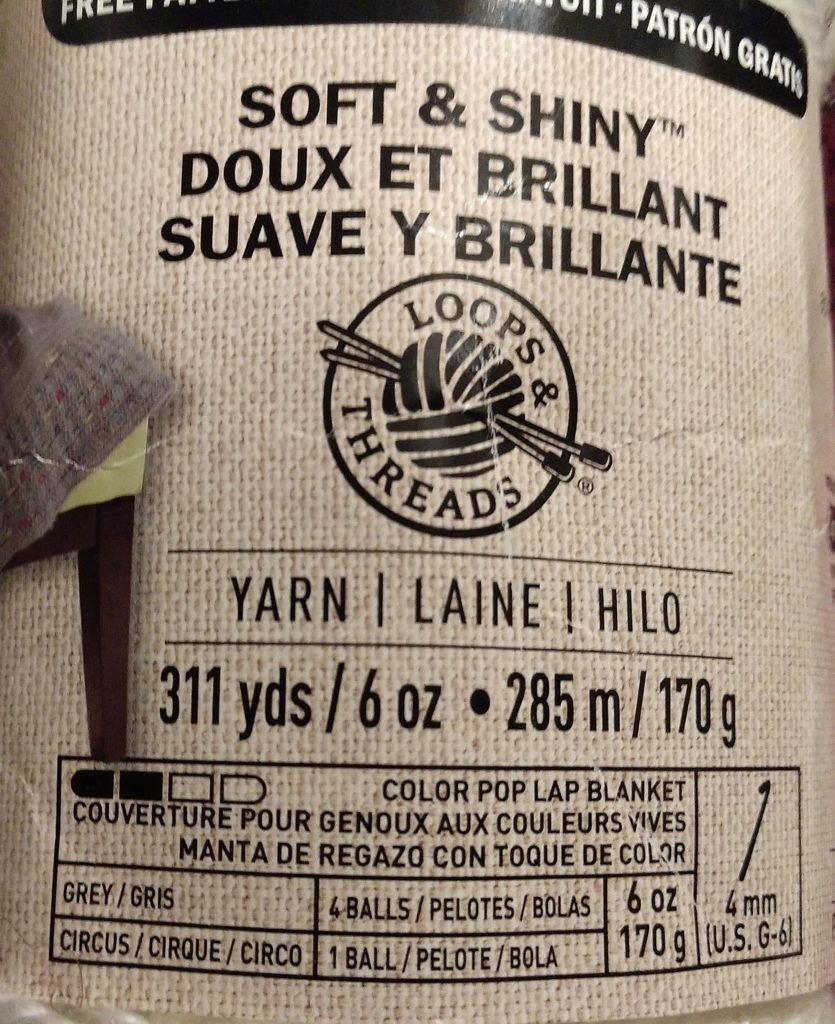 FREE
· PATRÓN GRATIS
SOFT & SHINY™
DOUX ET BRILLANT
SUAVE Y BRILLANTE
LOOPS &
THREADS®
YARN | LAINE | HILO
311 yds / 6 oz • 285 m / 170 g
COLOR POP LAP BLANKET
COUVERTURE POUR GENOUX AUX COULEURS VIVES
MANTA DE REGAZO CON TOQUE DE COLOR
GREY / GRIS
4 BALLS / PELOTES / BOLAS
CIRCUS / CIRQUE / CIRCO
1 BALL / PELOTE / BOLA
6 oz
170 g
4 mm
(U.S. G-6)